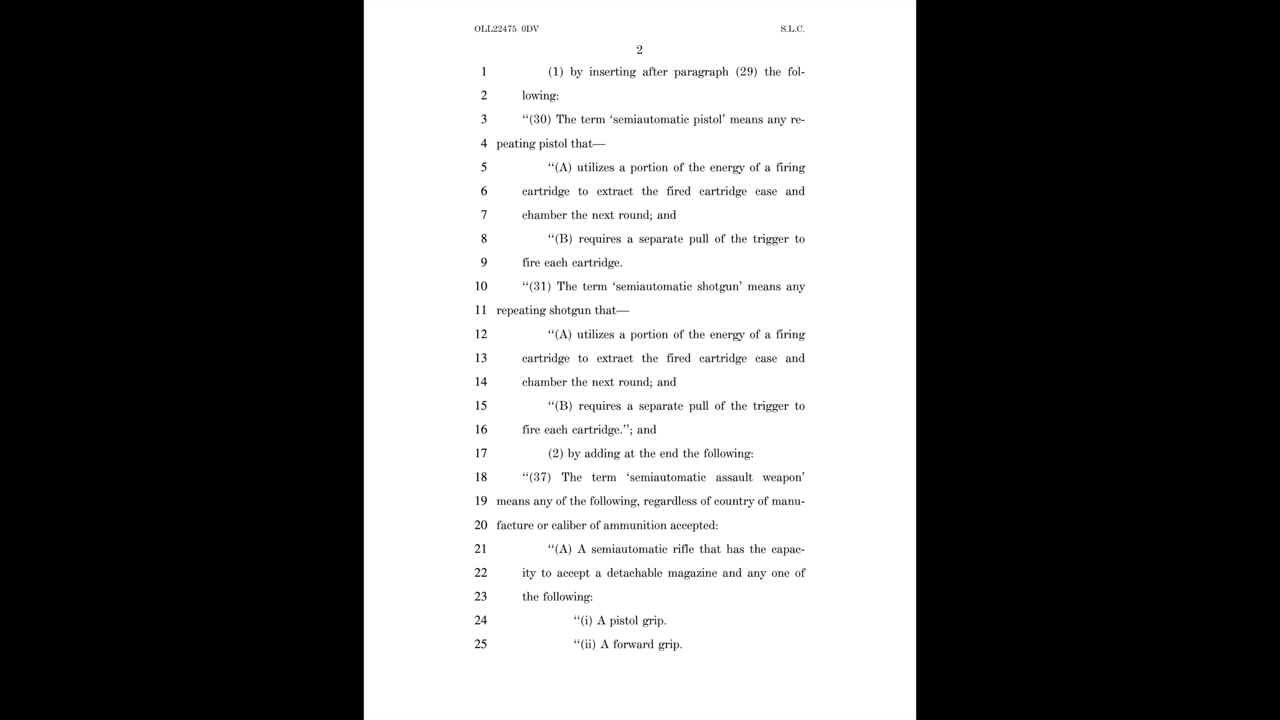 OLL22475 0DV S.L.C.
2
1 (1) by inserting after paragraph (29) the fol-
2 lowing:
3 ‘‘(30) The term ‘semiautomatic pistol’ means any re-
4 peating pistol that—
5 ‘‘(A) utilizes a portion of the energy of a firing
6 cartridge to extract the fired cartridge case and
7 chamber the next round; and
8 ‘‘(B) requires a separate pull of the trigger to
9 fire each cartridge.
10 ‘‘(31) The term ‘semiautomatic shotgun’ means any
11 repeating shotgun that—
12 ‘‘(A) utilizes a portion of the energy of a firing
13 cartridge to extract the fired cartridge case and
14 chamber the next round; and
15 ‘‘(B) requires a separate pull of the trigger to
16 fire each cartridge.’’; and
17 (2) by adding at the end the following:
18 ‘‘(37) The term ‘semiautomatic assault weapon’
19 means any of the following, regardless of country of manu-
20 facture or caliber of ammunition accepted:
21 ‘‘(A) A semiautomatic rifle that has the capac-
22 ity to accept a detachable magazine and any one of
23 the following:
24 ‘‘(i) A pistol grip.
25 ‘‘(ii) A forward grip.